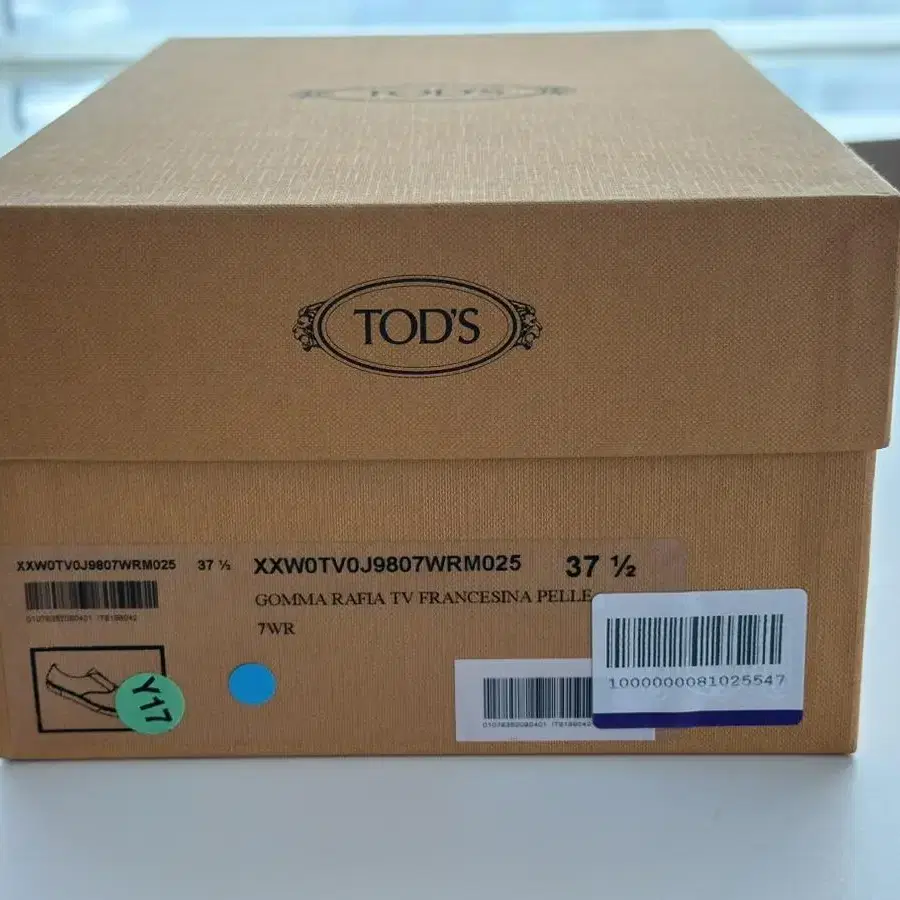 TOD'S
TOD'S
XXW0TV0J9807WRM025 37 ½
XXW0TV0J9807WRM025 37 ½
GOMMA RAFIA TV FRANCESINA PELLE
7WR
Y17
1000000081025547